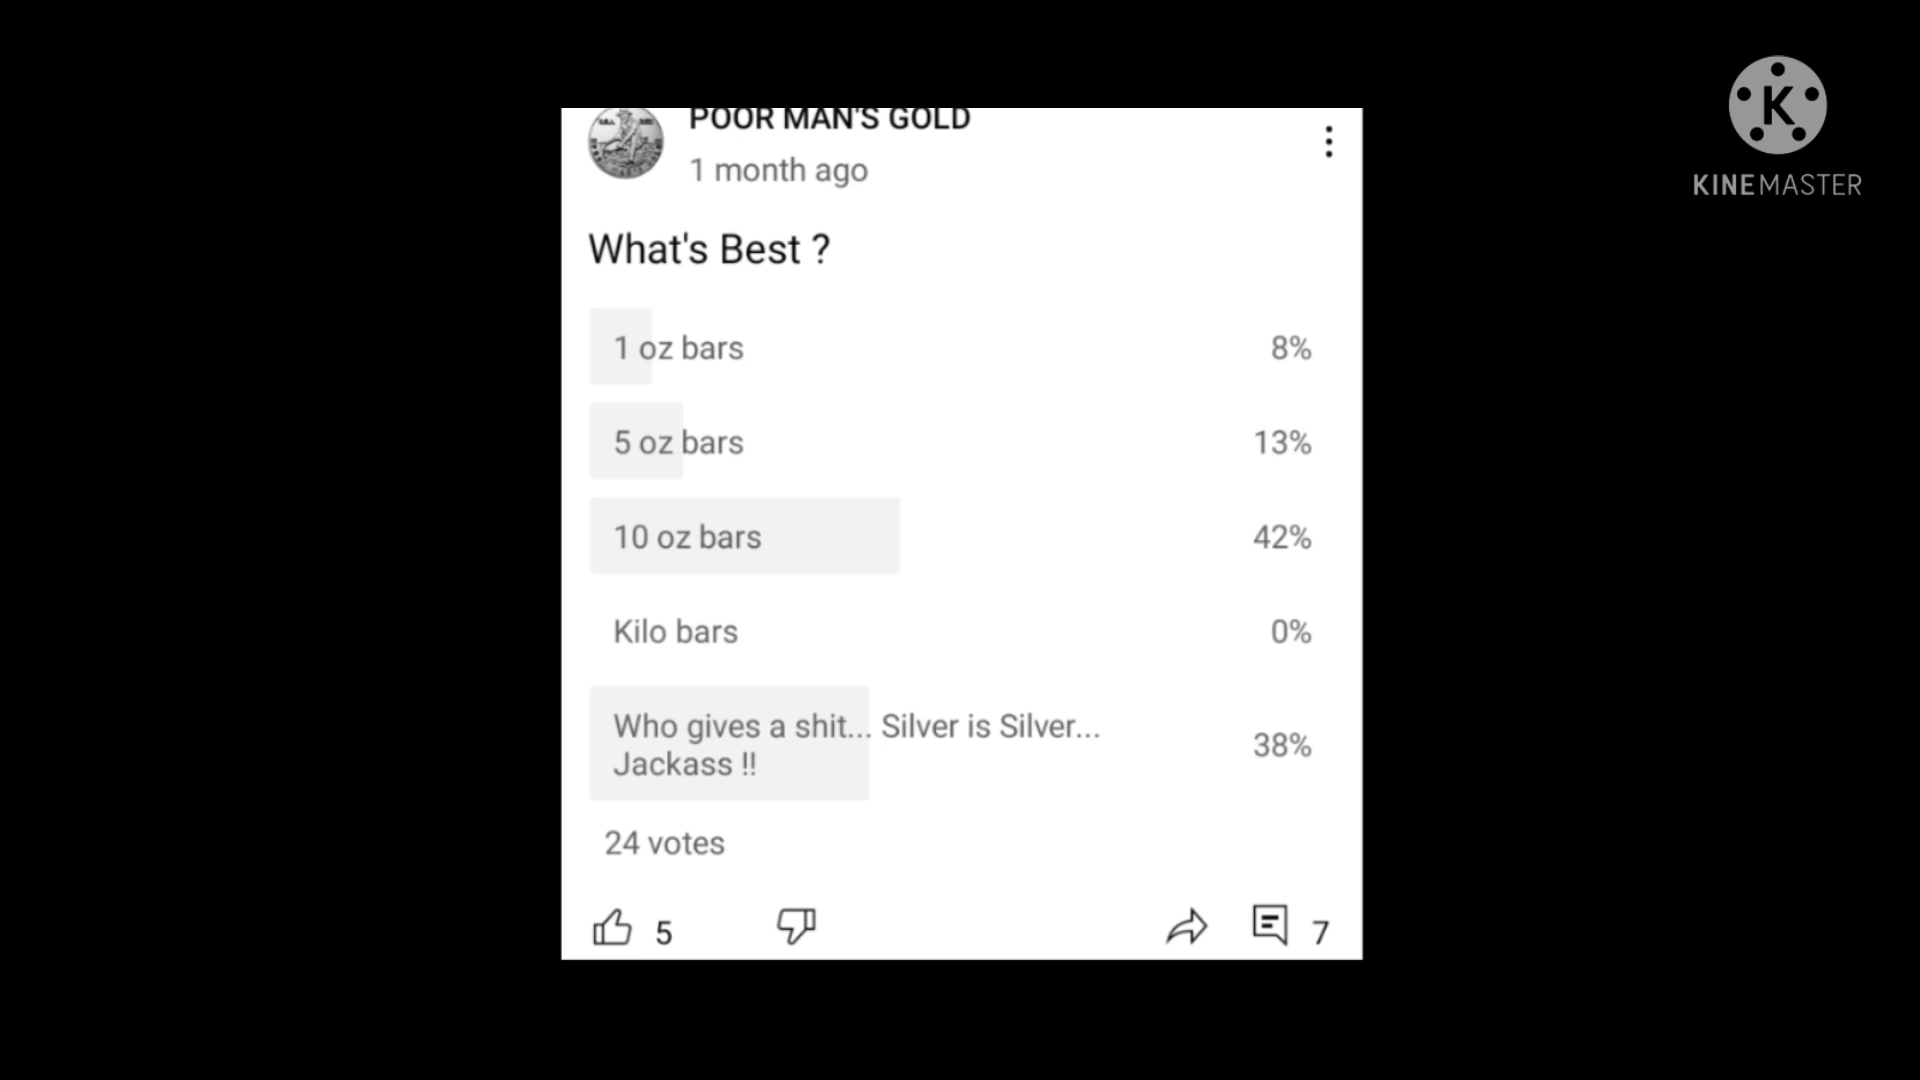 POOR MAN'S GOLD
1 month ago
K
KINEMASTER
What's Best ?
1 oz bars 8%
5 oz bars 13%
10 oz bars 42%
Kilo bars 0%
Who gives a shit... Silver is Silver...
Jackass !! 38%
24 votes
5 7